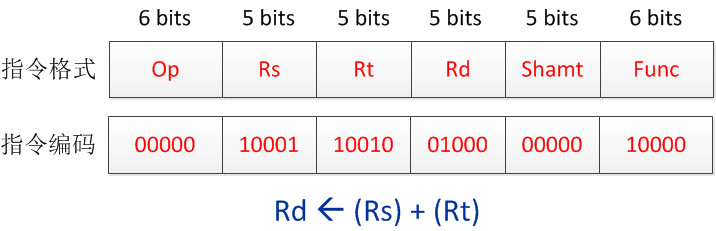 6 bits 5 bits 5 bits 5 bits 5 bits 6 bits
指令格式 Op Rs Rt Rd Shamt Func
指令编码 00000 10001 10010 01000 00000 10000
Rd ← (Rs) + (Rt)